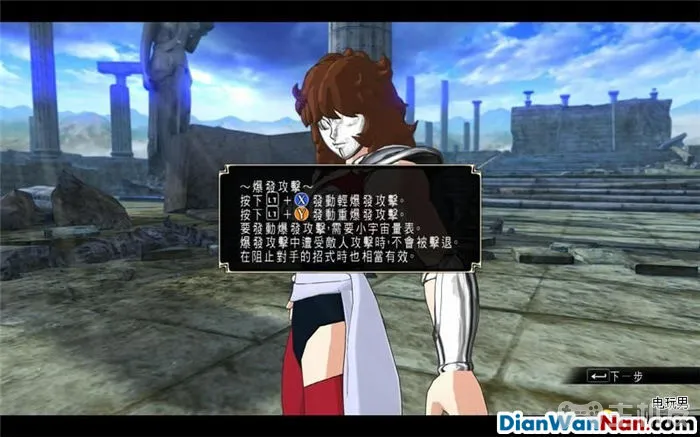 ～爆發攻擊～
按下LT＋X發動輕爆發攻擊。
按下LT＋Y發動重爆發攻擊。
要發動爆發攻擊,需要小宇宙量表。
爆發攻擊中遭受敵人攻擊時,不會被擊退。
在阻止對手的招式時也相當有效。
下一步
电玩男
DianWanNan.com